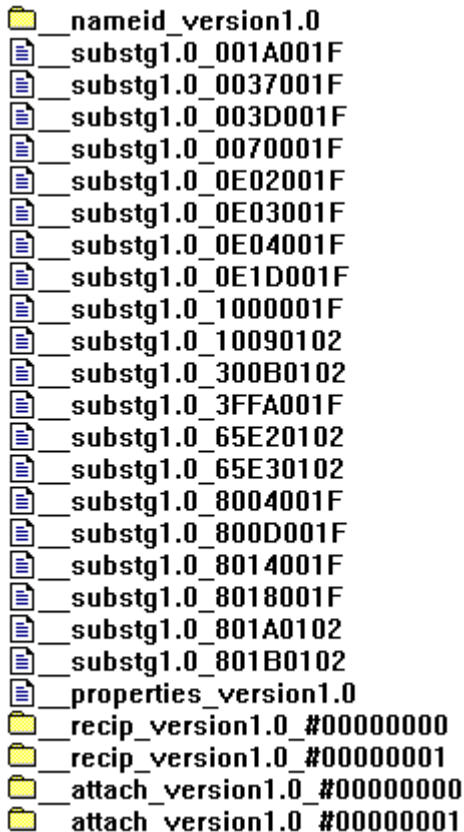 __nameid_version1.0
__substg1.0_001A001F
__substg1.0_0037001F
__substg1.0_003D001F
__substg1.0_0070001F
__substg1.0_0E02001F
__substg1.0_0E03001F
__substg1.0_0E04001F
__substg1.0_0E1D001F
__substg1.0_1000001F
__substg1.0_10090102
__substg1.0_300B0102
__substg1.0_3FFA001F
__substg1.0_65E20102
__substg1.0_65E30102
__substg1.0_8004001F
__substg1.0_800D001F
__substg1.0_8014001F
__substg1.0_8018001F
__substg1.0_801A0102
__substg1.0_801B0102
__properties_version1.0
__recip_version1.0_#00000000
__recip_version1.0_#00000001
__attach_version1.0_#00000000
__attach_version1.0_#00000001